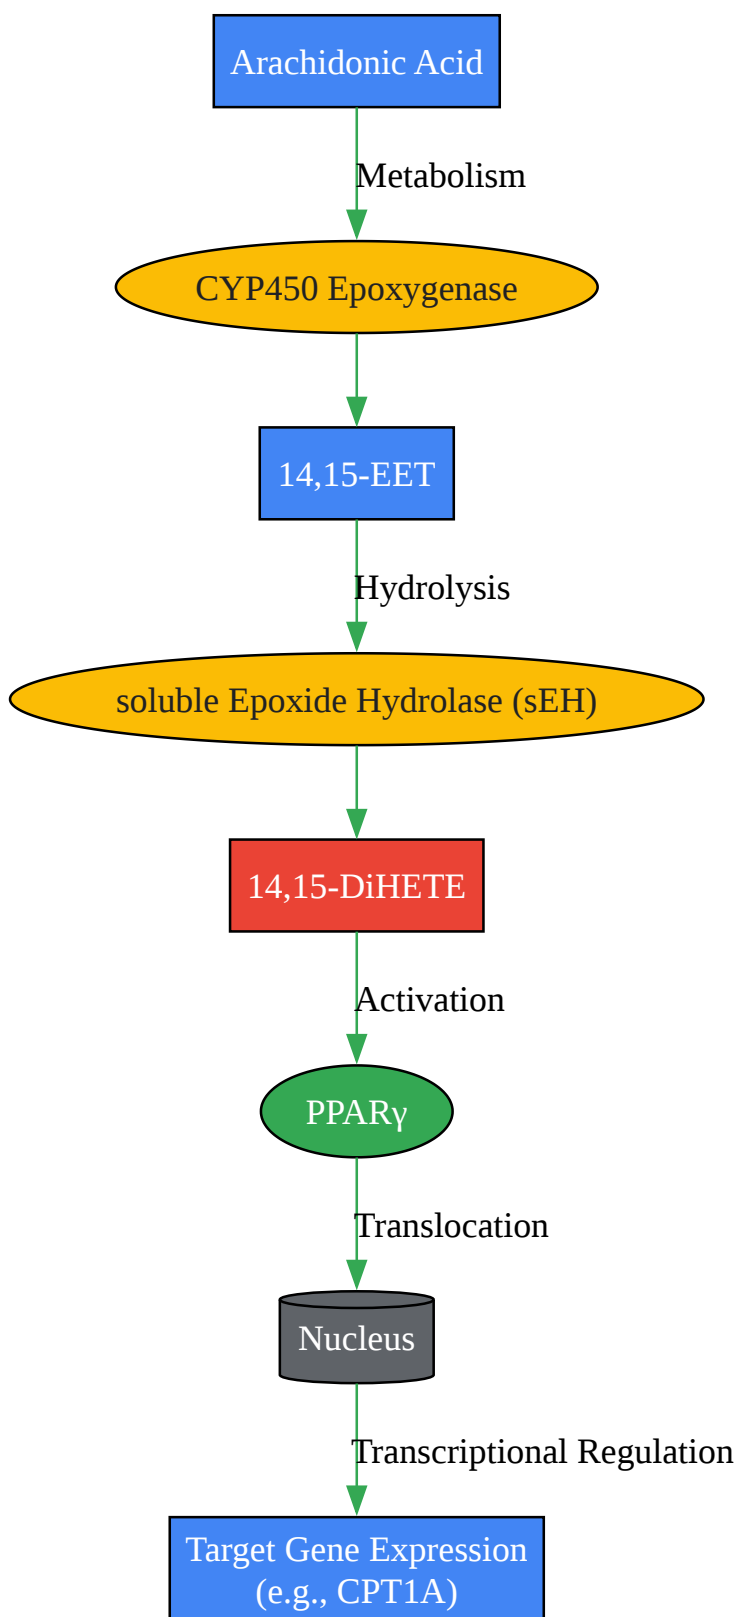 Arachidonic Acid
Metabolism
CYP450 Epoxygenase
14,15-EET
Hydrolysis
soluble Epoxide Hydrolase (sEH)
14,15-DiHETE
Activation
PPARγ
Translocation
Nucleus
Transcriptional Regulation
Target Gene Expression
(e.g., CPT1A)